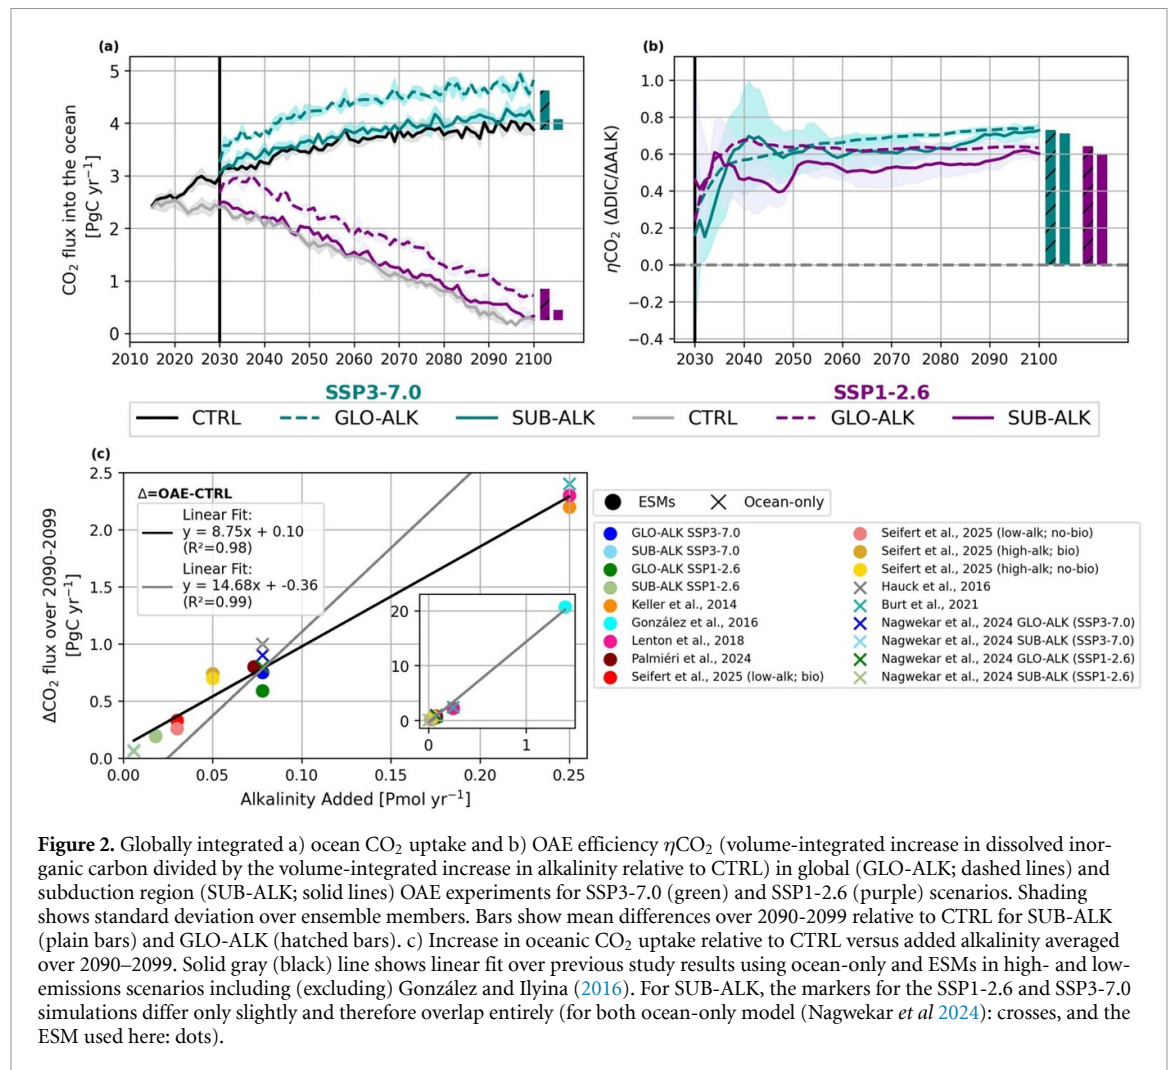 (a)
5
4
3
2
1
0
CO2 flux into the ocean
[PgC yr−1]
2010 2020 2030 2040 2050 2060 2070 2080 2090 2100
(b)
1.0
0.8
0.6
0.4
0.2
0.0
−0.2
−0.4
ηCO2 (ΔDIC/ΔALK)
2030 2040 2050 2060 2070 2080 2090 2100
SSP3-7.0 SSP1-2.6
CTRL GLO-ALK SUB-ALK CTRL GLO-ALK SUB-ALK
(c)
2.5
2.0
1.5
1.0
0.5
0.0
ΔCO2 flux over 2090-2099
[PgC yr−1]
Δ=OAE-CTRL
Linear Fit:
y = 8.75x + 0.10
(R²=0.98)
Linear Fit:
y = 14.68x + -0.36
(R²=0.99)
20
10
0
0 1
0.00 0.05 0.10 0.15 0.20 0.25
Alkalinity Added [Pmol yr−1]
ESMs Ocean-only
GLO-ALK SSP3-7.0
SUB-ALK SSP3-7.0
GLO-ALK SSP1-2.6
SUB-ALK SSP1-2.6
Keller et al., 2014
González et al., 2016
Lenton et al., 2018
Palmiéri et al., 2024
Seifert et al., 2025 (low-alk; bio)
Seifert et al., 2025 (low-alk; no-bio)
Seifert et al., 2025 (high-alk; bio)
Seifert et al., 2025 (high-alk; no-bio)
Hauck et al., 2016
Burt et al., 2021
Nagwekar et al., 2024 GLO-ALK (SSP3-7.0)
Nagwekar et al., 2024 SUB-ALK (SSP3-7.0)
Nagwekar et al., 2024 GLO-ALK (SSP1-2.6)
Nagwekar et al., 2024 SUB-ALK (SSP1-2.6)
Figure 2. Globally integrated a) ocean CO2 uptake and b) OAE efficiency ηCO2 (volume-integrated increase in dissolved inor-
ganic carbon divided by the volume-integrated increase in alkalinity relative to CTRL) in global (GLO-ALK; dashed lines) and
subduction region (SUB-ALK; solid lines) OAE experiments for SSP3-7.0 (green) and SSP1-2.6 (purple) scenarios. Shading
shows standard deviation over ensemble members. Bars show mean differences over 2090-2099 relative to CTRL for SUB-ALK
(plain bars) and GLO-ALK (hatched bars). c) Increase in oceanic CO2 uptake relative to CTRL versus added alkalinity averaged
over 2090–2099. Solid gray (black) line shows linear fit over previous study results using ocean-only and ESMs in high- and low-
emissions scenarios including (excluding) González and Ilyina (2016). For SUB-ALK, the markers for the SSP1-2.6 and SSP3-7.0
simulations differ only slightly and therefore overlap entirely (for both ocean-only model (Nagwekar et al 2024): crosses, and the
ESM used here: dots).